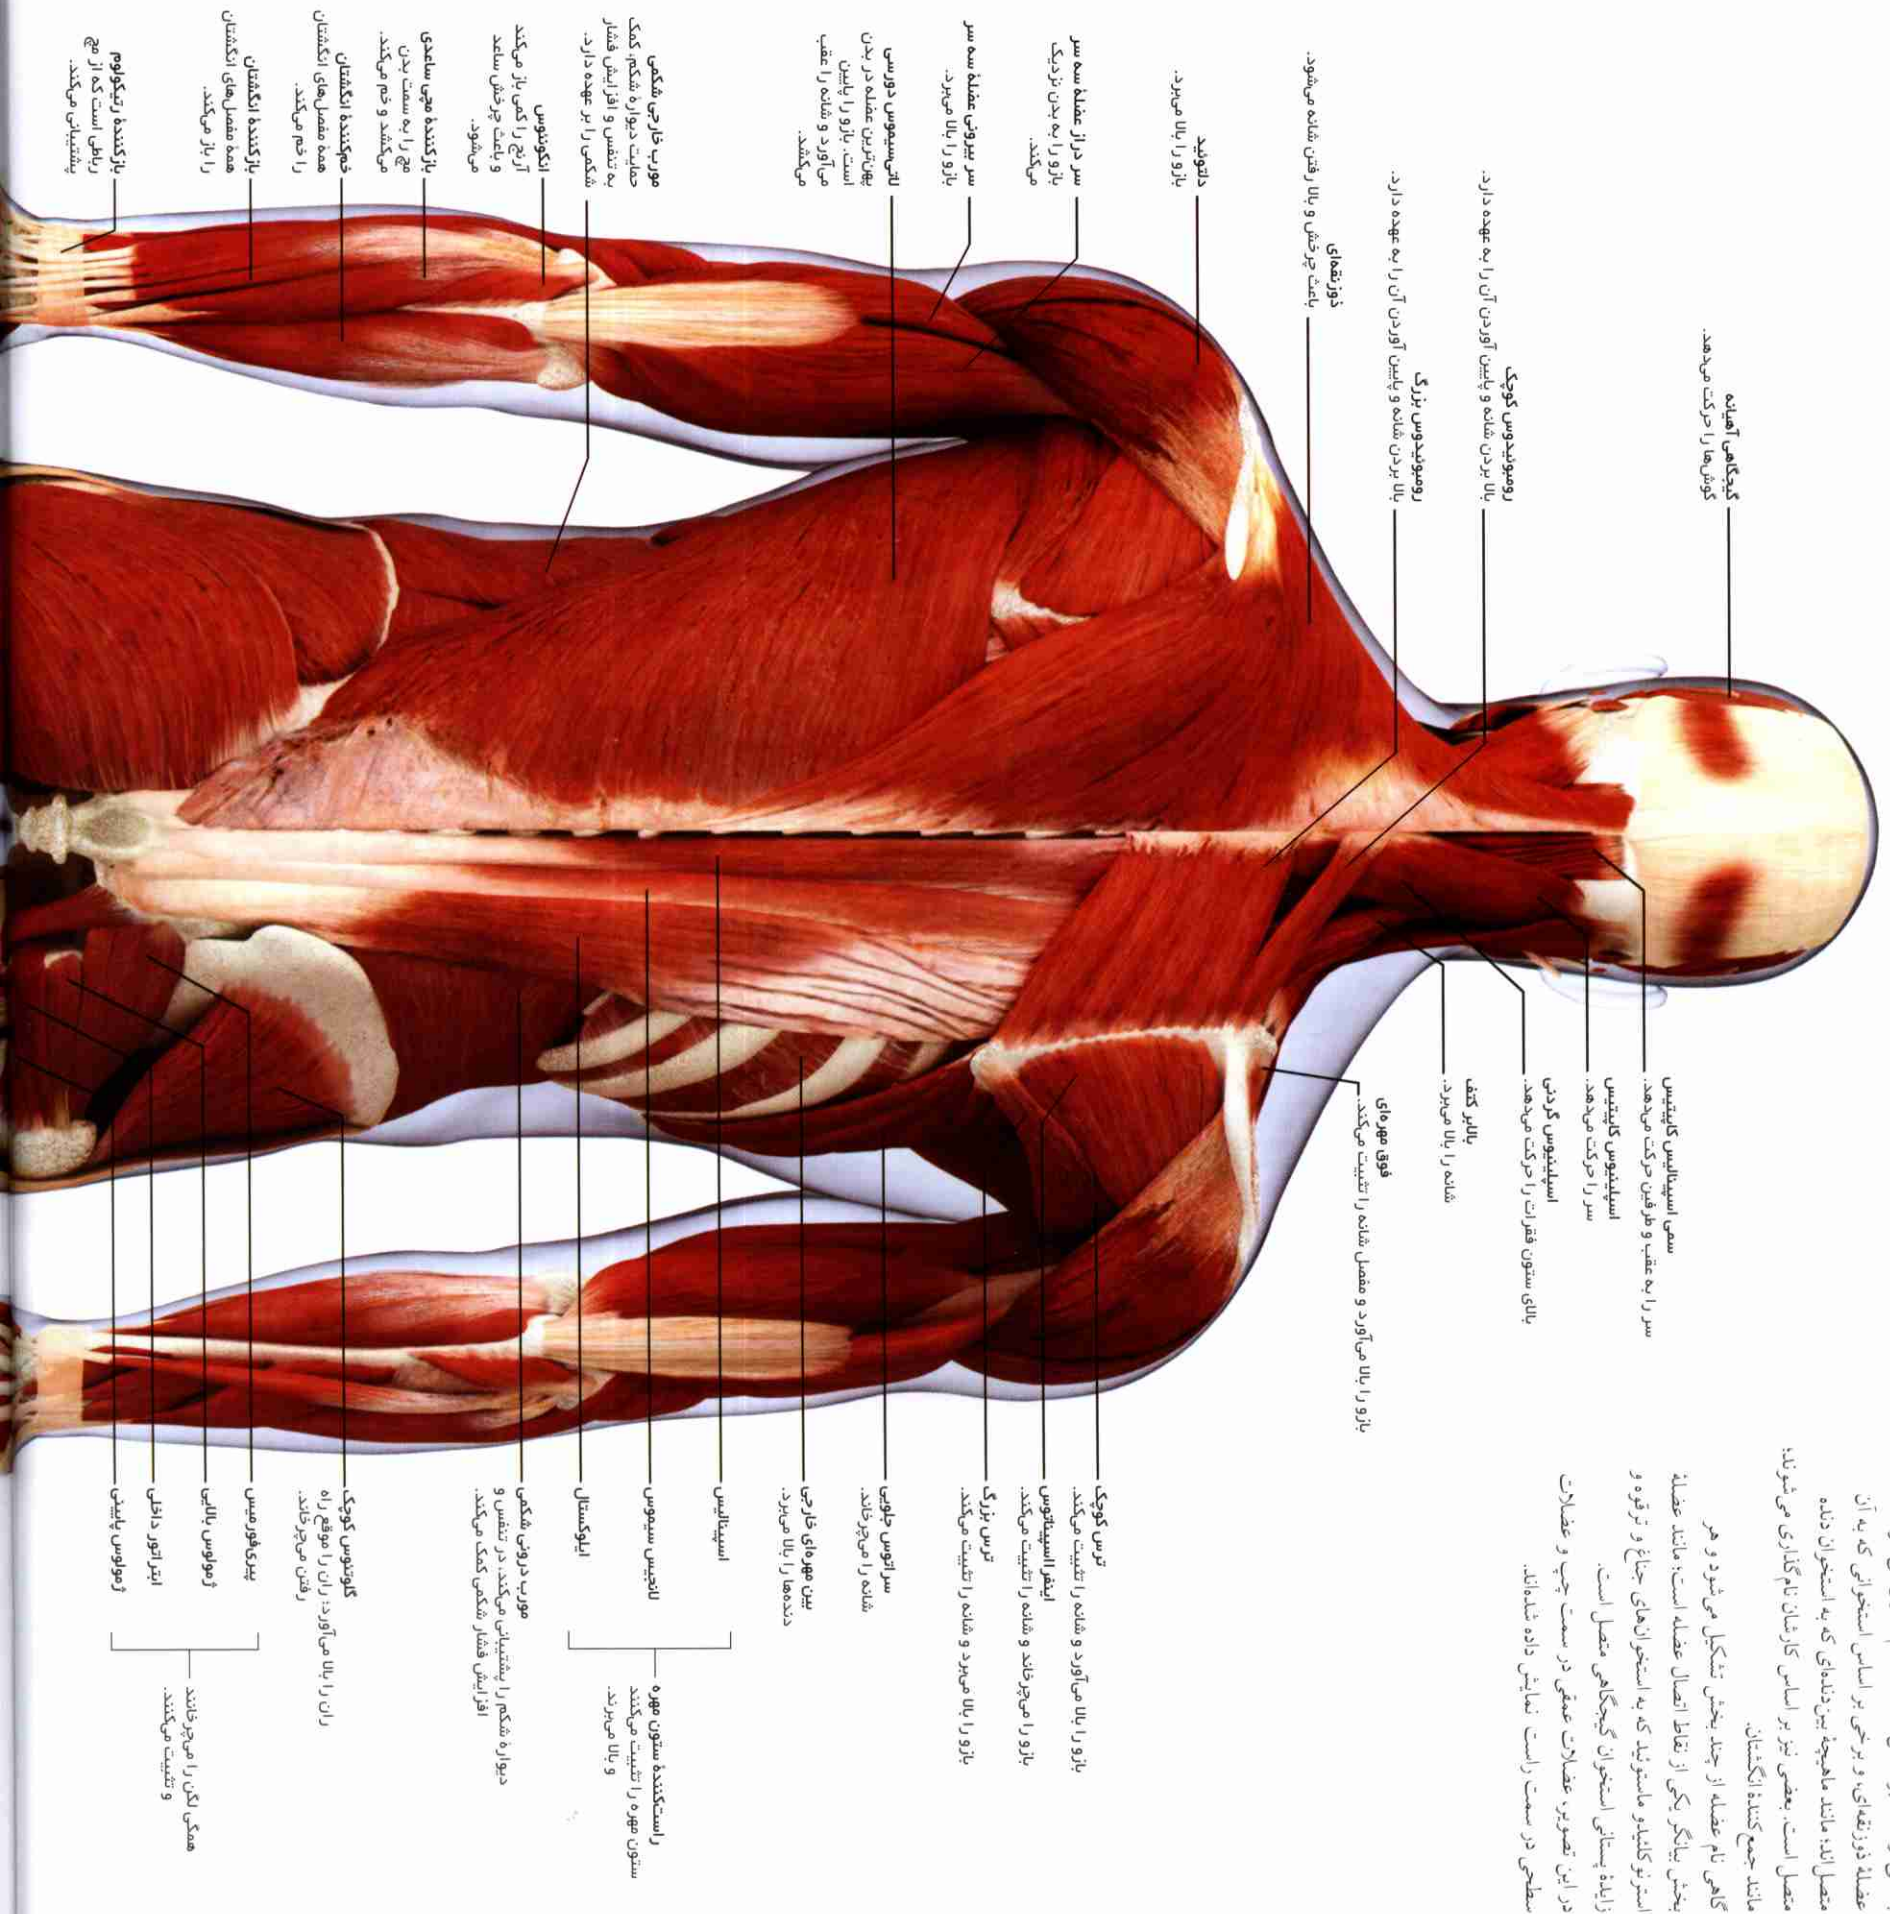 عضلهٔ ذوزنقه‌ای، و برخی بر اساس استخوانی که به آن
متصل‌اند؛ مانند ماهیچهٔ بین‌دنده‌ای که به استخوان دنده
متصل است. بعضی نیز بر اساس کارشان نام‌گذاری می‌شوند؛
مانند جمع‌کنندهٔ انگشتان.
گاهی نام عضله از چند بخش تشکیل می‌شود و هر
بخش بیانگر یکی از نقاط اتصال عضله است؛ مانند عضلهٔ
استرنوکلئیدو ماستوئید که به استخوان‌های جناغ و ترقوه و
زایدهٔ پستانی استخوان گیجگاهی متصل است.
در این تصویر، عضلات عمقی در سمت چپ و عضلات
سطحی در سمت راست نمایش داده شده‌اند.
گیجگاهی آهیانه
گوش‌ها را حرکت می‌دهد.
رومبوئیدوس کوچک
بالا بردن شانه و پایین آوردن آن را به عهده دارد.
رومبوئیدوس بزرگ
بالا بردن شانه و پایین آوردن آن را به عهده دارد.
ذوزنقه‌ای
باعث چرخش و بالا رفتن شانه می‌شود.
دلتوئید
بازو را بالا می‌برد.
سر دراز عضلهٔ سه سر
بازو را به بدن نزدیک
می‌کند.
سر بیرونی عضلهٔ سه سر
بازو را بالا می‌برد.
لاتی‌سیموس دورسی
پهن‌ترین عضله در بدن
است. بازو را پایین
می‌آورد و شانه را عقب
می‌کشد.
مورب خارجی شکمی
حمایت دیوارهٔ شکم، کمک
به تنفس و افزایش فشار
شکمی را بر عهده دارد.
انکونئوس
آرنج را کمی باز می‌کند
و باعث چرخش ساعد
می‌شود.
بازکنندهٔ مچی ساعدی
مچ را به سمت بدن
می‌کشد و خم می‌کند.
خم‌کنندهٔ انگشتان
همهٔ مفصل‌های انگشتان
را خم می‌کند.
بازکنندهٔ انگشتان
همهٔ مفصل‌های انگشتان
را باز می‌کند.
بازکنندهٔ رتیکولوم
رباطی است که از مچ
پشتیبانی می‌کند.
سمی اسپینالیس کاپیتیس
سر را به عقب و طرفین حرکت می‌دهد.
اسپلینیوس کاپیتیس
سر را حرکت می‌دهد.
اسپلینیوس گردنی
بالای ستون فقرات را حرکت می‌دهد.
بالابر کتف
شانه را بالا می‌برد.
فوق مهره‌ای
بازو را بالا می‌آورد و مفصل شانه را تثبیت می‌کند.
ترس کوچک
بازو را بالا می‌آورد و شانه را تثبیت می‌کند.
اینفرااسپیناتوس
بازو را می‌چرخاند و شانه را تثبیت می‌کند.
ترس بزرگ
بازو را بالا می‌برد و شانه را تثبیت می‌کند.
سراتوس جلویی
شانه را می‌چرخاند.
بین مهره‌ای خارجی
دنده‌ها را بالا می‌برد.
اسپینالیس
لانجیس سیموس
ایلوکستال
راست‌کنندهٔ ستون مهره
ستون مهره را تثبیت می‌کنند
و بالا می‌برند.
مورب درونی شکمی
دیوارهٔ شکم را پشتیبانی می‌کند، در تنفس و
افزایش فشار شکمی کمک می‌کند.
گلوتئوس کوچک
ران را بالا می‌آورد؛ ران را موقع راه
رفتن می‌چرخاند.
پیری‌فورمیس
ژمولوس بالایی
ابتراتور داخلی
ژمولوس پایینی
همگی لگن را می‌چرخانند
و تثبیت می‌کنند.